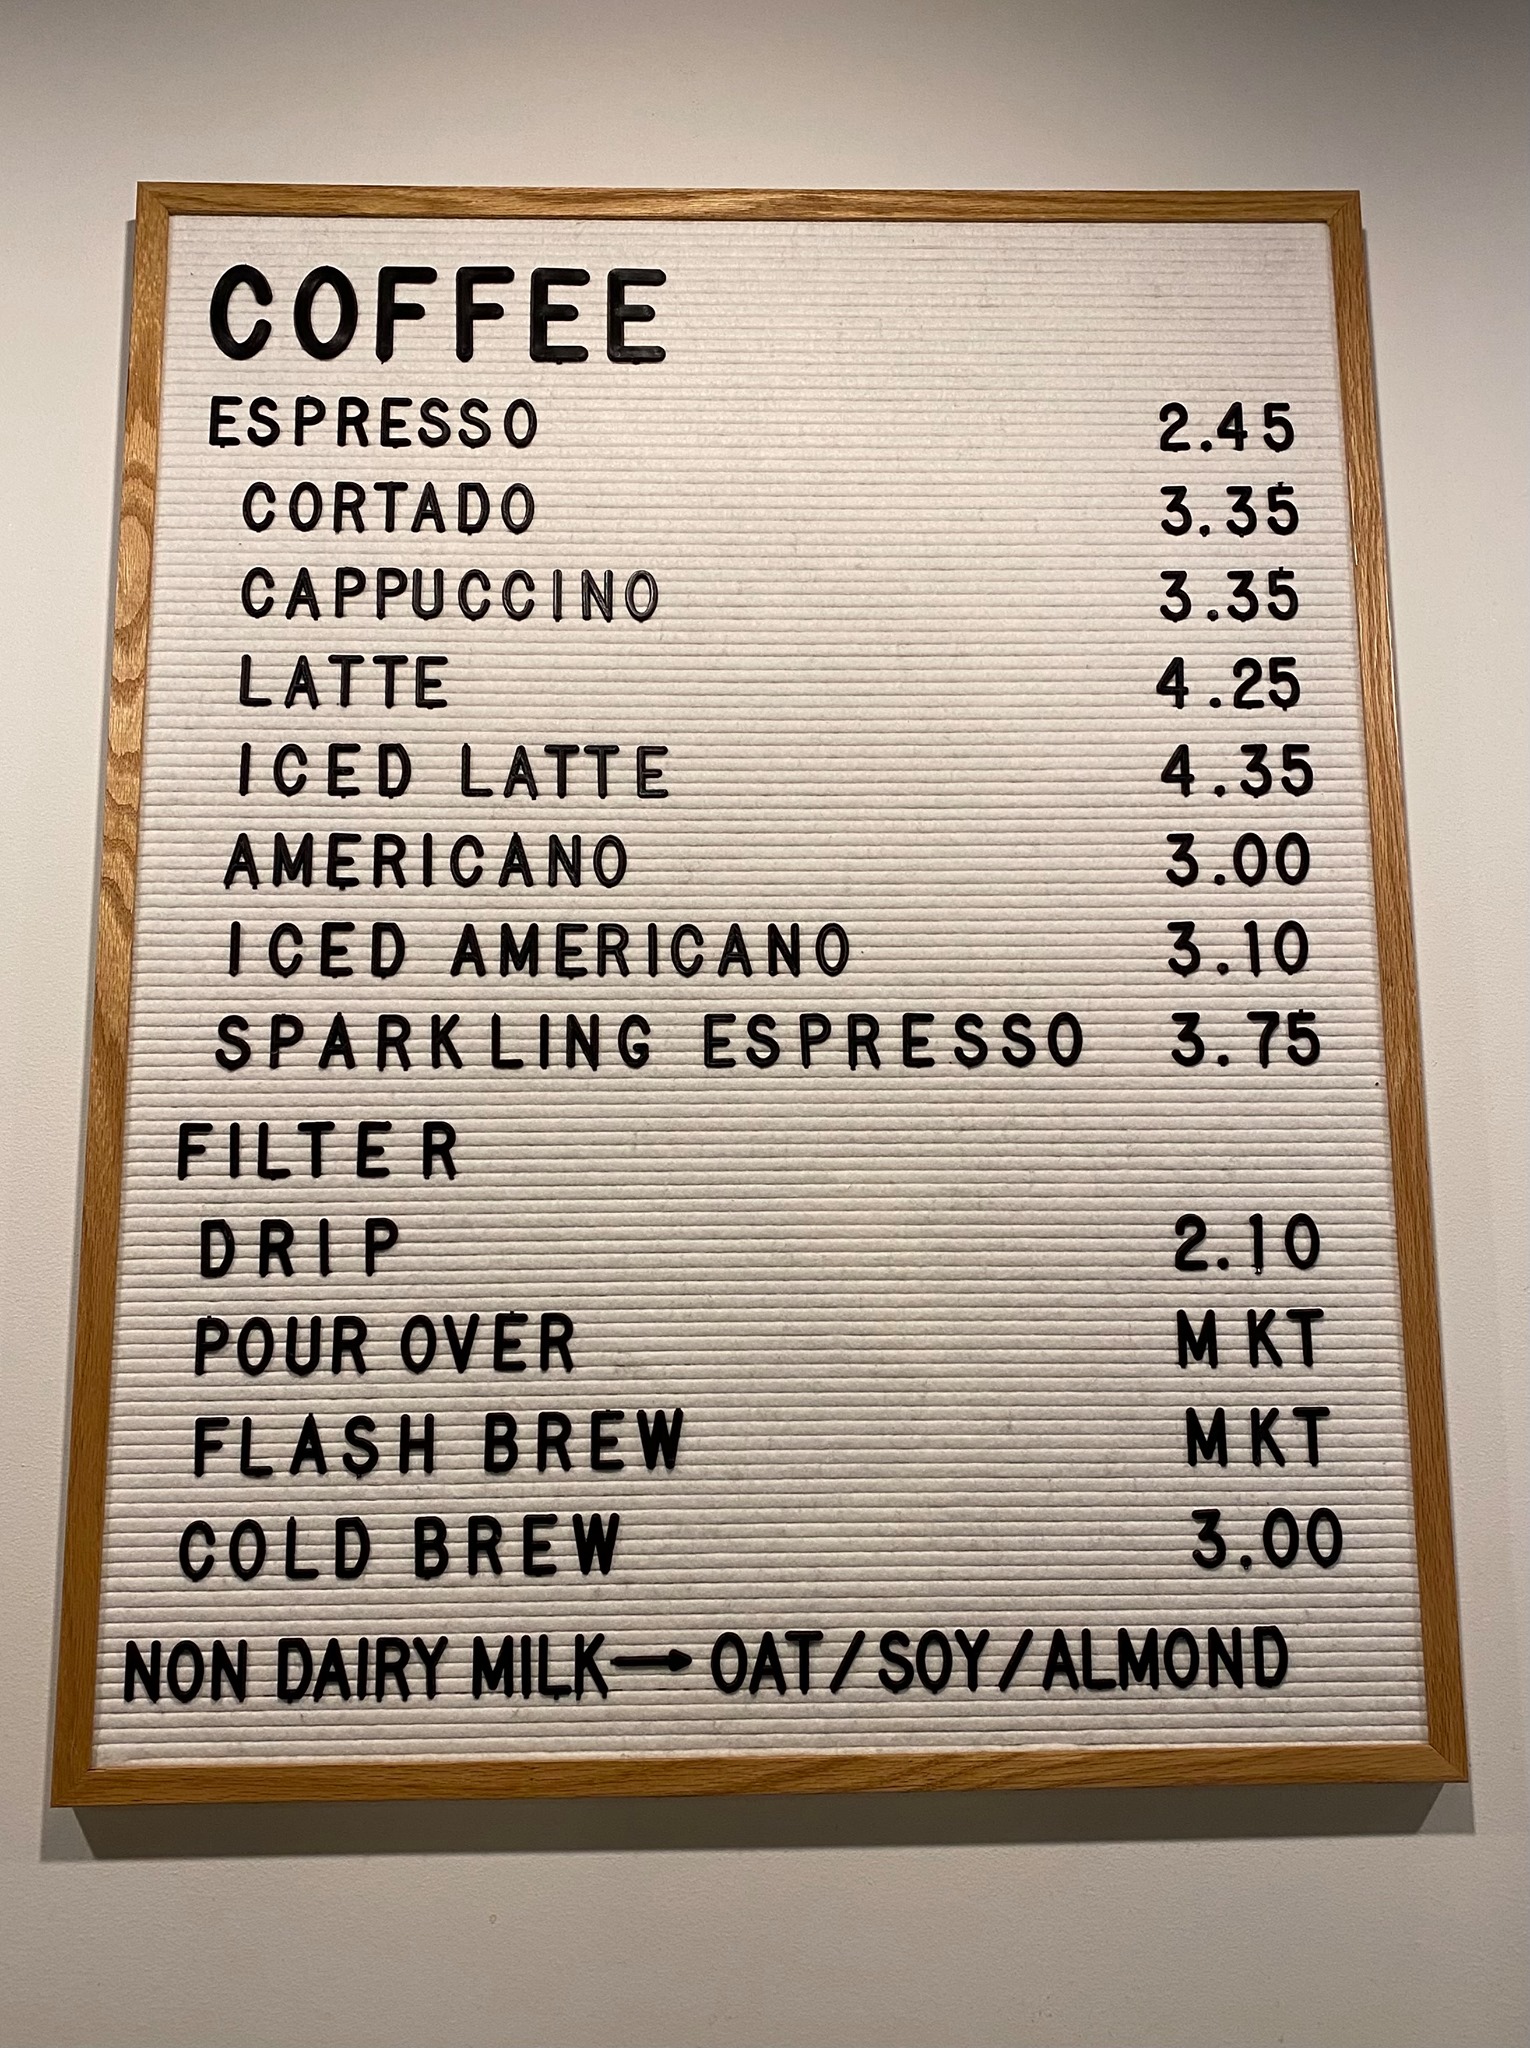 COFFEE
ESPRESSO 2.45
CORTADO 3.35
CAPPUCCINO 3.35
LATTE 4.25
ICED LATTE 4.35
AMERICANO 3.00
ICED AMERICANO 3.10
SPARKLING ESPRESSO 3.75
FILTER
DRIP 2.10
POUR OVER MKT
FLASH BREW MKT
COLD BREW 3.00
NON DAIRY MILK→OAT/SOY/ALMOND